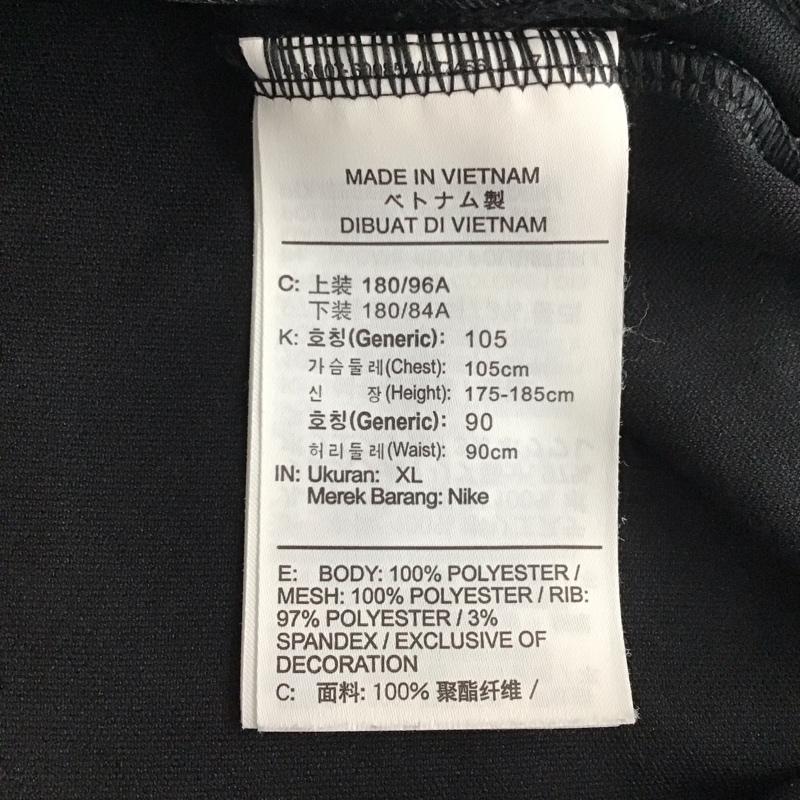 MADE IN VIETNAM
ベトナム製
DIBUAT DI VIETNAM
C: 上装 180/96A
下装 180/84A
K: 호칭(Generic): 105
가슴둘레(Chest): 105cm
신 장(Height): 175-185cm
호칭(Generic): 90
허리둘레(Waist): 90cm
IN: Ukuran: XL
Merek Barang: Nike
E: BODY: 100% POLYESTER /
MESH: 100% POLYESTER / RIB:
97% POLYESTER / 3%
SPANDEX / EXCLUSIVE OF
DECORATION
C: 面料: 100% 聚酯纤维 /